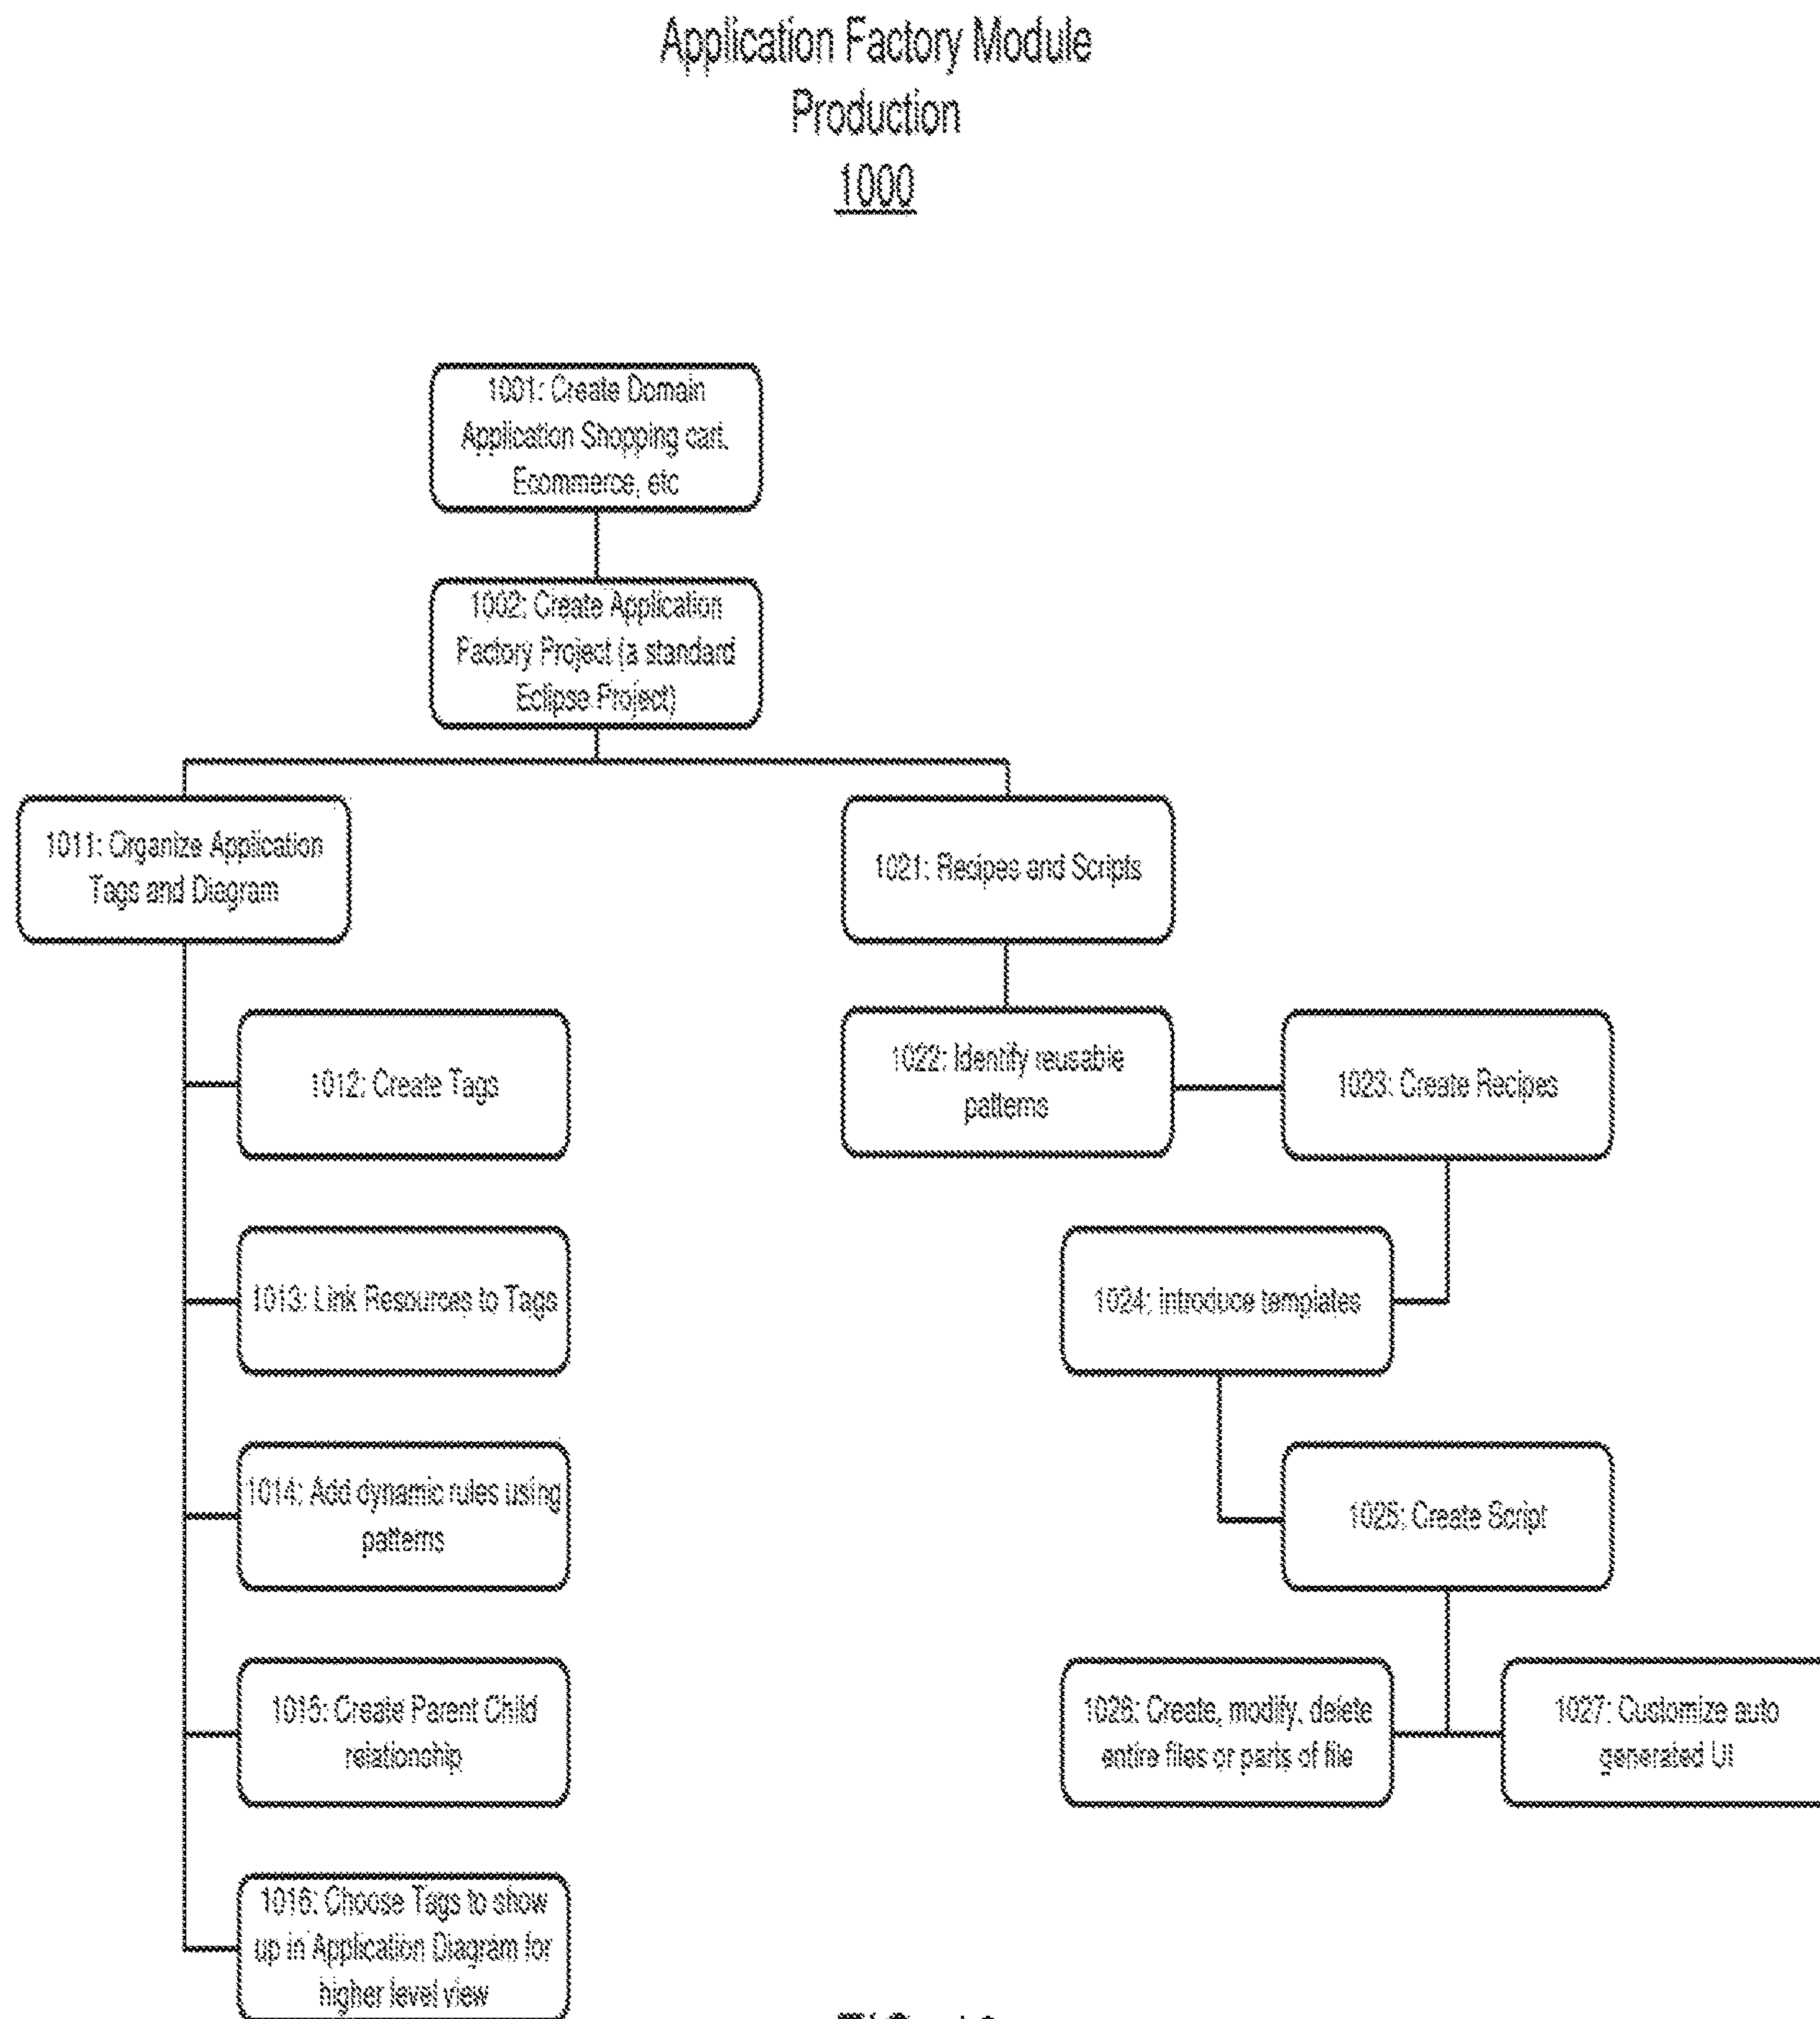 Application Factory Module
Production
1000
1001: Create Domain
Application Shopping cart,
Ecommerce, etc
1002: Create Application
Factory Project (a standard
Eclipse Project)
1011: Organize Application
Tags and Diagram
1021: Recipes and Scripts
1012: Create Tags
1022: Identify reusable
patterns
1023: Create Recipes
1013: Link Resources to Tags
1024: Introduce templates
1014: Add dynamic rules using
patterns
1025: Create Script
1015: Create Parent Child
relationship
1026: Create, modify, delete
entire files or parts of file
1027: Customize auto
generated UI
1016: Choose Tags to show
up in Application Diagram for
higher level view